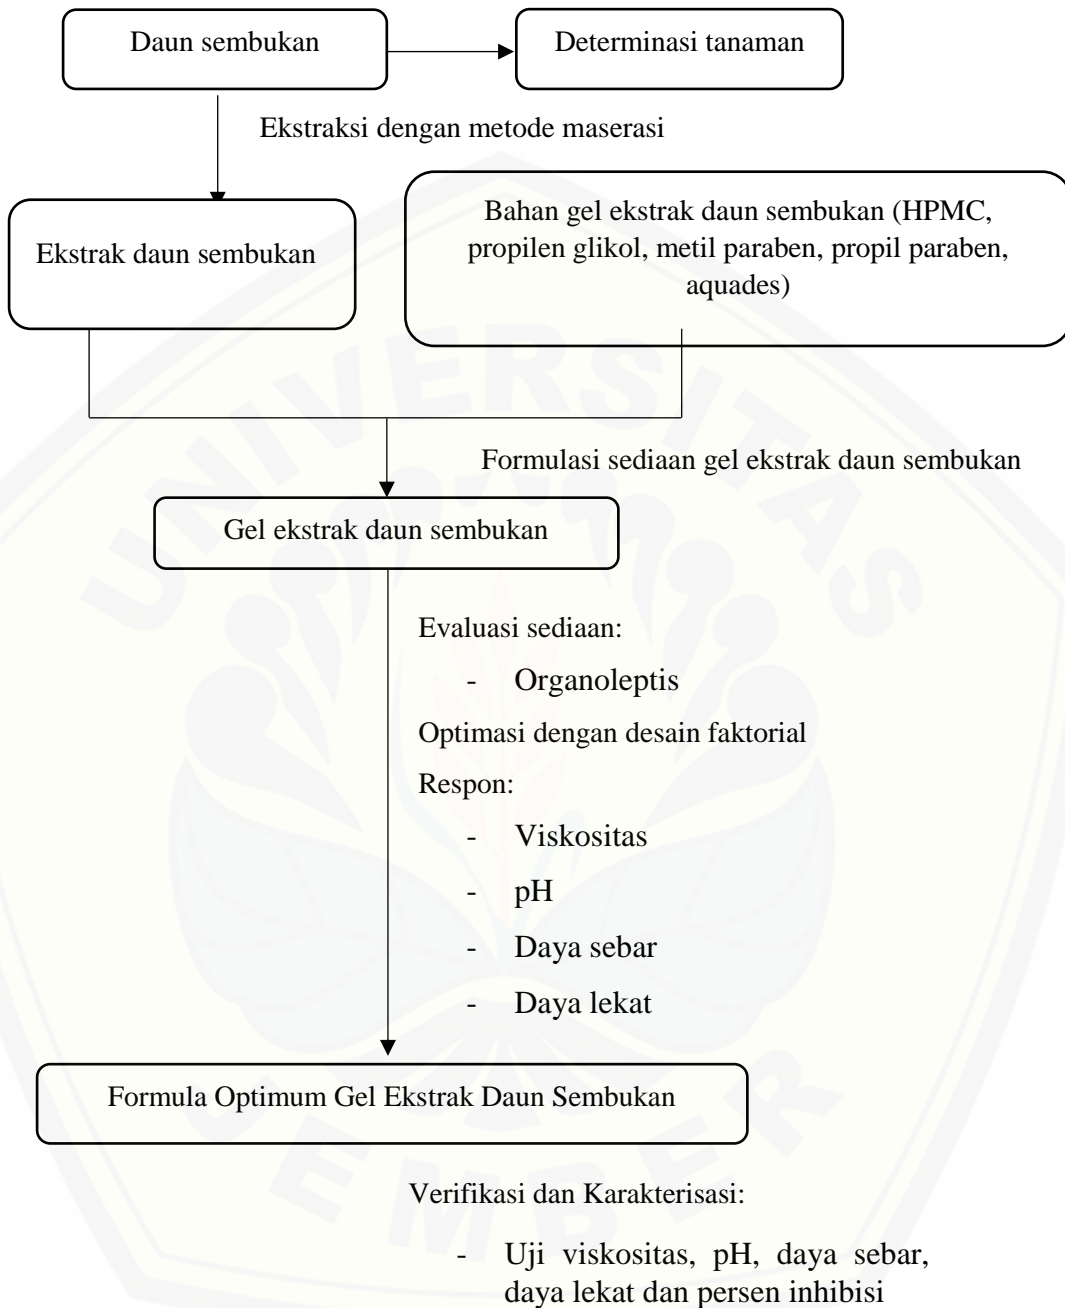 Daun sembukan
Determinasi tanaman
Ekstraksi dengan metode maserasi
Ekstrak daun sembukan
Bahan gel ekstrak daun sembukan (HPMC,
propilen glikol, metil paraben, propil paraben,
aquades)
Formulasi sediaan gel ekstrak daun sembukan
Gel ekstrak daun sembukan
Evaluasi sediaan:
- Organoleptis
Optimasi dengan desain faktorial
Respon:
- Viskositas
- pH
- Daya sebar
- Daya lekat
Formula Optimum Gel Ekstrak Daun Sembukan
Verifikasi dan Karakterisasi:
- Uji viskositas, pH, daya sebar,
daya lekat dan persen inhibisi
UNIVERSITAS
JEMBER